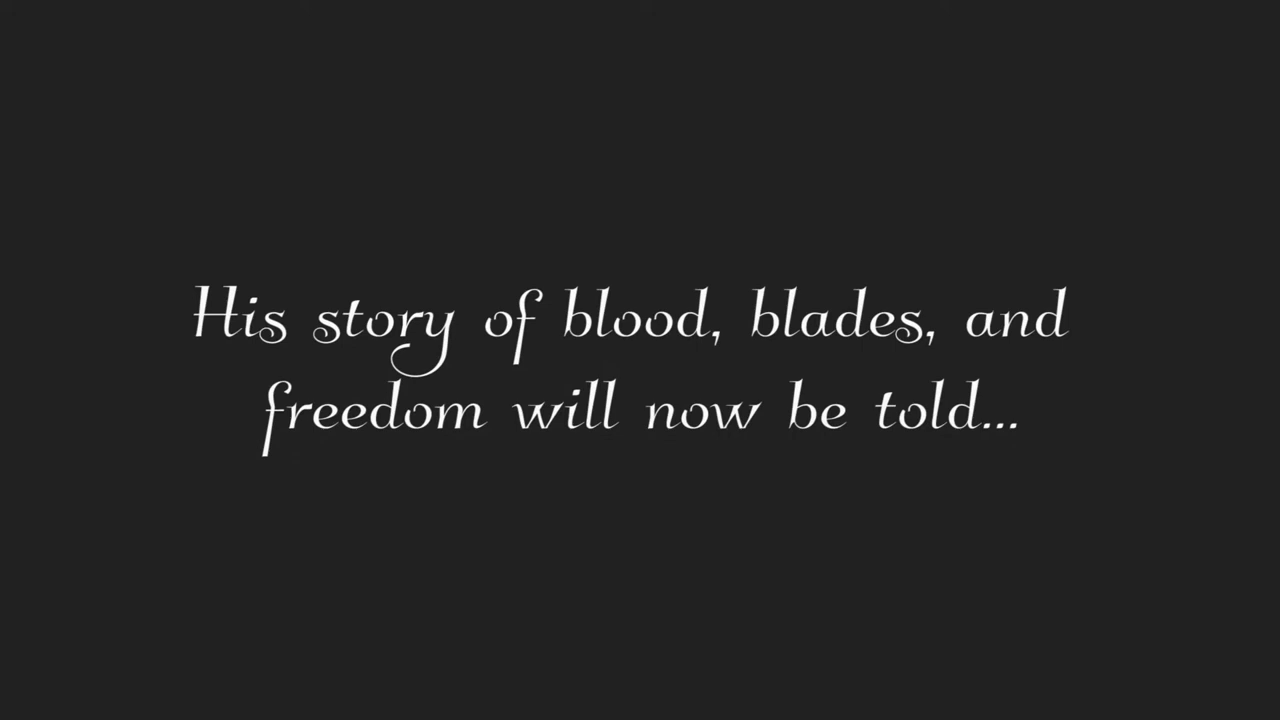 His story of blood, blades, and
freedom will now be told...